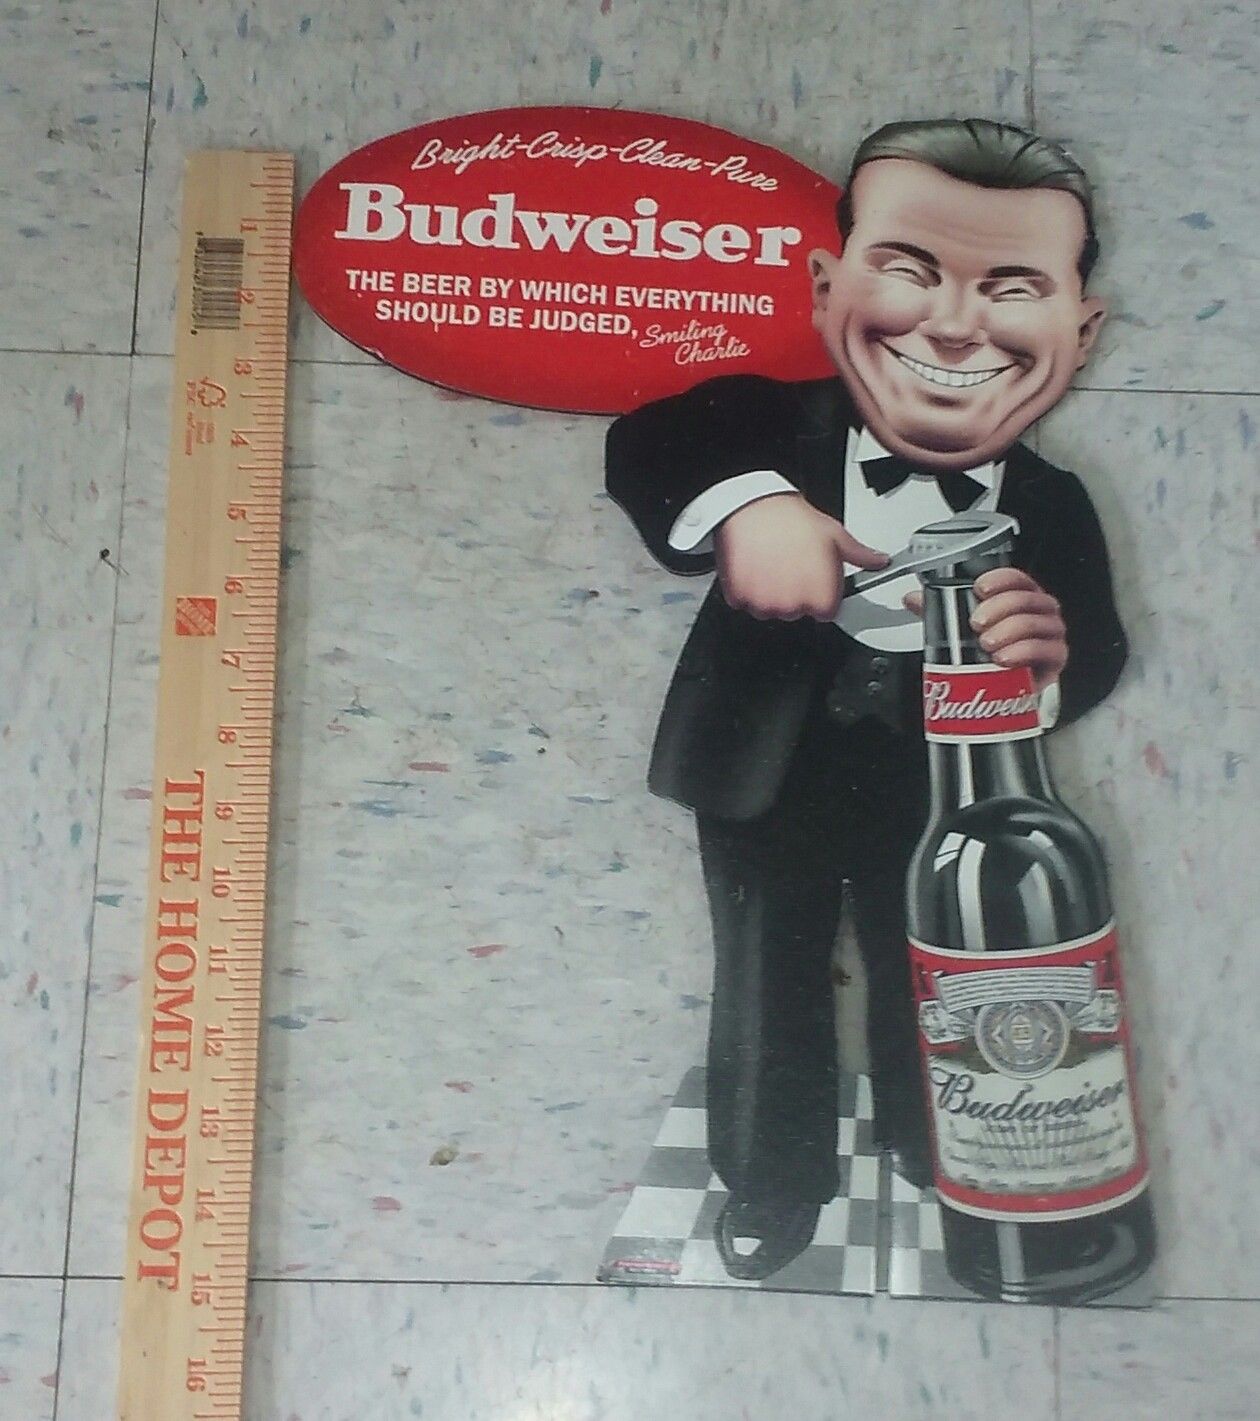 Bright-Crisp-Clean-Pure
Budweiser
THE BEER BY WHICH EVERYTHING
SHOULD BE JUDGED,
Smiling
Charlie
Budweis
Budweiser
THE HOME DEPOT
1
2
3
4
5
6
7
8
9
10
11
12
13
14
15
16